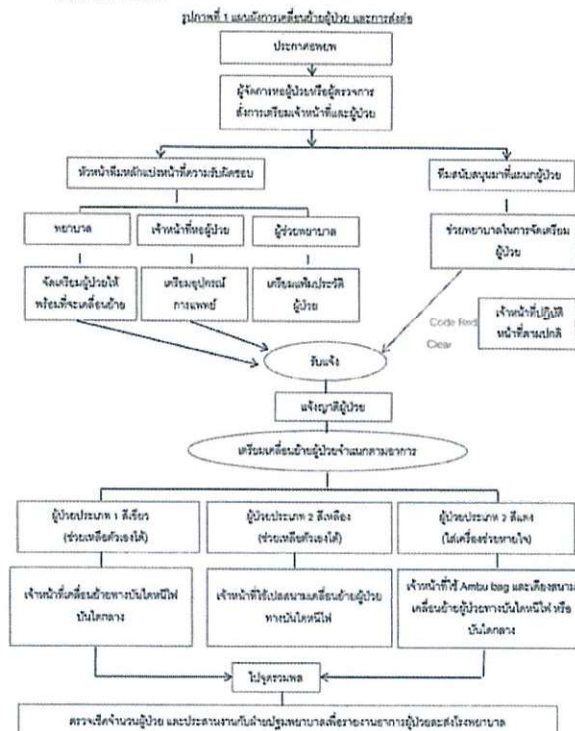 รูปภาพที่ 1 แผนผังการเคลื่อนย้ายผู้ป่วย และการส่งต่อ
ประกาศอพยพ
ผู้จัดการหอผู้ป่วยหรือผู้ตรวจการ
สั่งการเตรียมเจ้าหน้าที่และผู้ป่วย
หัวหน้าทีมหลักแบ่งหน้าที่ความรับผิดชอบ
ทีมสนับสนุนมาที่แผนกผู้ป่วย
พยาบาล
เจ้าหน้าที่หอผู้ป่วย
ผู้ช่วยพยาบาล
ช่วยพยาบาลในการจัดเตรียม
ผู้ป่วย
จัดเตรียมผู้ป่วยให้
พร้อมที่จะเคลื่อนย้าย
เตรียมอุปกรณ์
การแพทย์
เตรียมแฟ้มประวัติ
ผู้ป่วย
Code Red
Clear
เจ้าหน้าที่ปฏิบัติ
หน้าที่ตามปกติ
รับแจ้ง
แจ้งญาติผู้ป่วย
เตรียมเคลื่อนย้ายผู้ป่วยจำแนกตามอาการ
ผู้ป่วยประเภท 1 สีเขียว
(ช่วยเหลือตัวเองได้)
ผู้ป่วยประเภท 2 สีเหลือง
(ช่วยเหลือตัวเองได้)
ผู้ป่วยประเภท 3 สีแดง
(ใส่เครื่องช่วยหายใจ)
เจ้าหน้าที่เคลื่อนย้ายทางบันไดหนีไฟ
บันไดกลาง
เจ้าหน้าที่ใช้เปลสนามเคลื่อนย้ายผู้ป่วย
ทางบันไดหนีไฟ
เจ้าหน้าที่ใช้ Ambu bag และเตียงสนาม
เคลื่อนย้ายผู้ป่วยทางบันไดหนีไฟ หรือ
บันไดกลาง
ไปจุดรวมพล
ตรวจเช็คจำนวนผู้ป่วย และประสานงานกับฝ่ายปฐมพยาบาลเพื่อรายงานอาการผู้ป่วยและส่งโรงพยาบาล